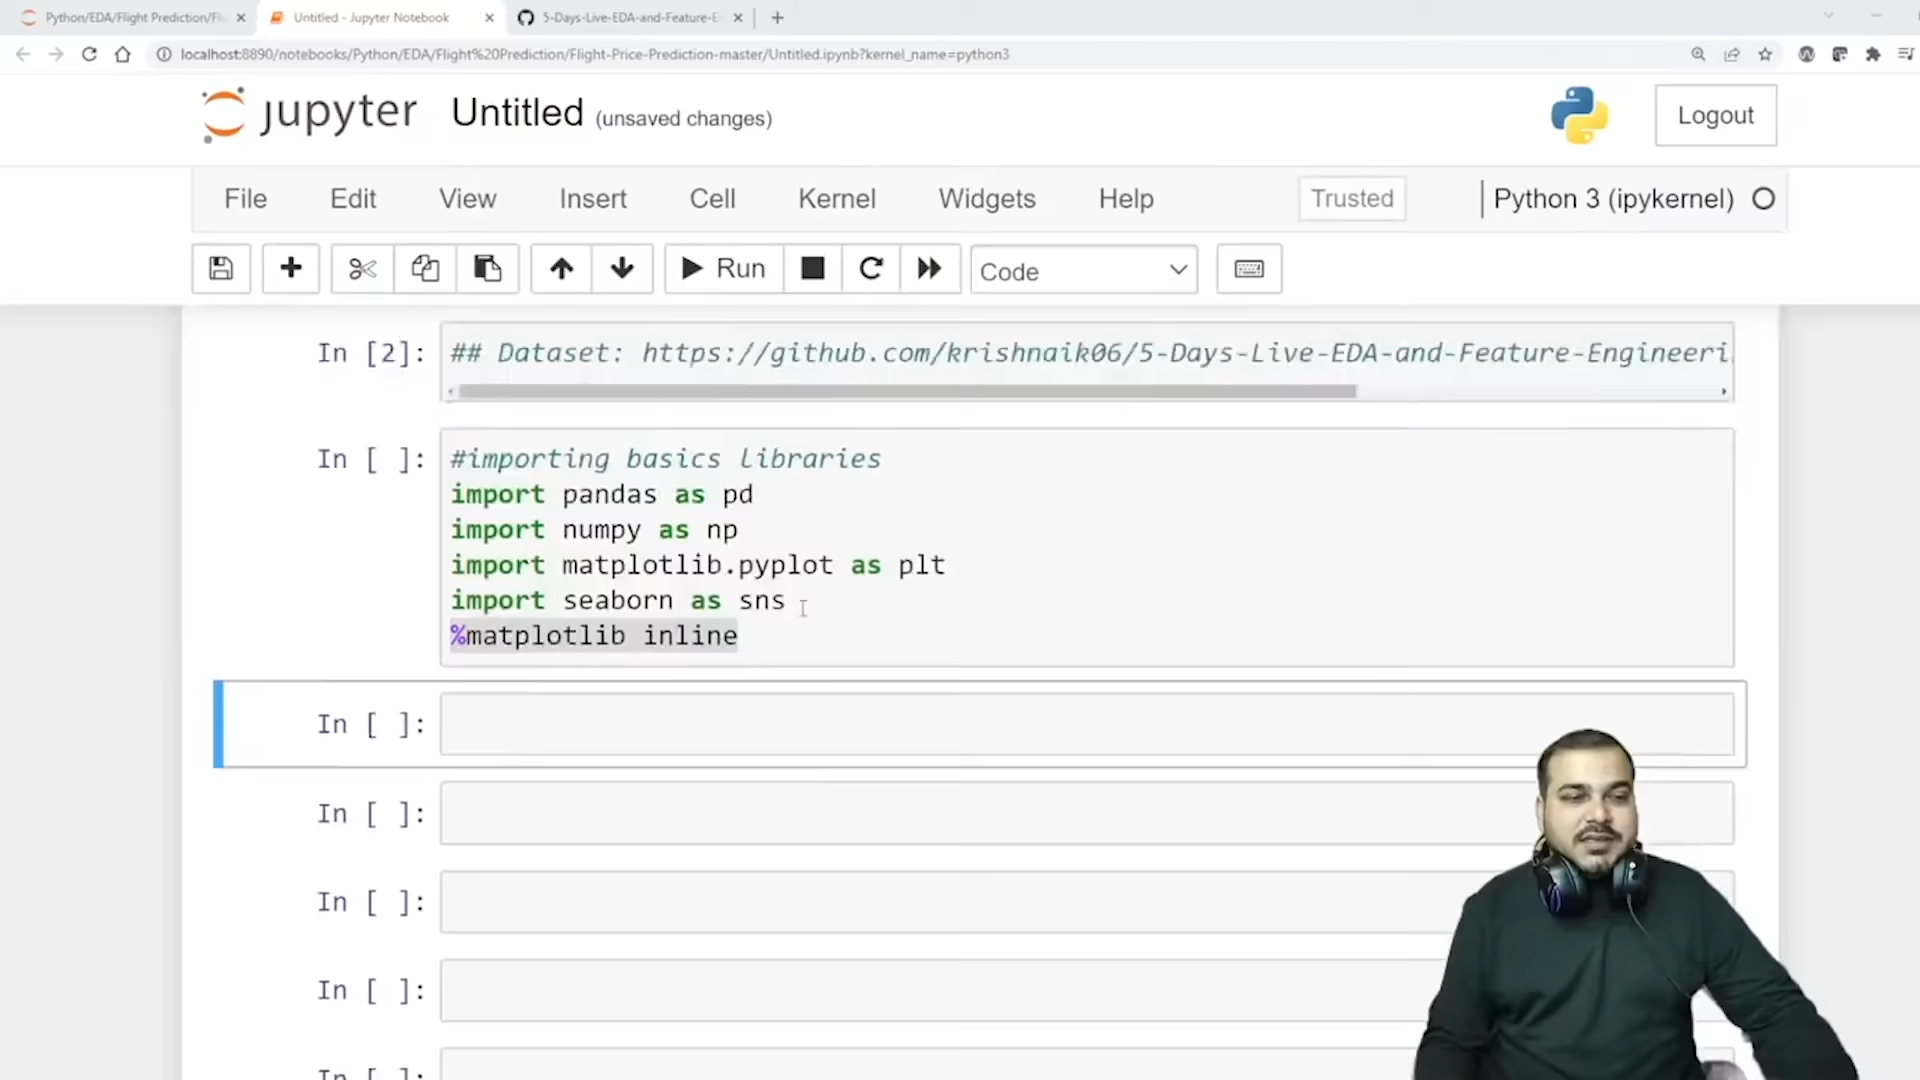 Python/EDA/Flight Prediction/Fl
Untitled - Jupyter Notebook
5-Days-Live-EDA-and-Feature-E
localhost:8890/notebooks/Python/EDA/Flight%20Prediction/Flight-Price-Prediction-master/Untitled.ipynb?kernel_name=python3
jupyter Untitled (unsaved changes)
Logout
File Edit View Insert Cell Kernel Widgets Help Trusted Python 3 (ipykernel)
Run Code
In [2]: ## Dataset: https://github.com/krishnaik06/5-Days-Live-EDA-and-Feature-Engineeri
In [ ]: #importing basics libraries
import pandas as pd
import numpy as np
import matplotlib.pyplot as plt
import seaborn as sns
%matplotlib inline
In [ ]:
In [ ]:
In [ ]:
In [ ]:
In [ ]: